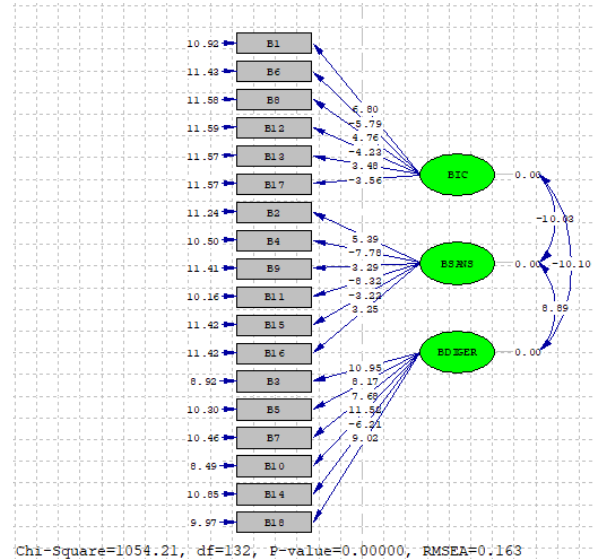 10.92 B1
11.43 B6
11.58 B8
11.59 B12
11.57 B13
11.57 B17
11.24 B2
10.50 B4
11.41 B9
10.16 B11
11.42 B15
11.42 B16
8.92 B3
10.30 B5
10.46 B7
8.49 B10
10.85 B14
9.97 B18
6.80
-5.79
4.76
-4.23
3.48
-3.56
5.39
-7.78
3.29
-8.32
-3.22
3.25
10.95
8.17
7.68
-6.21
9.02
BIC 0.00
BSANS 0.00
BDIGER 0.00
-10.10
8.89
Chi-Square=1054.21, df=132, P-value=0.00000, RMSEA=0.163